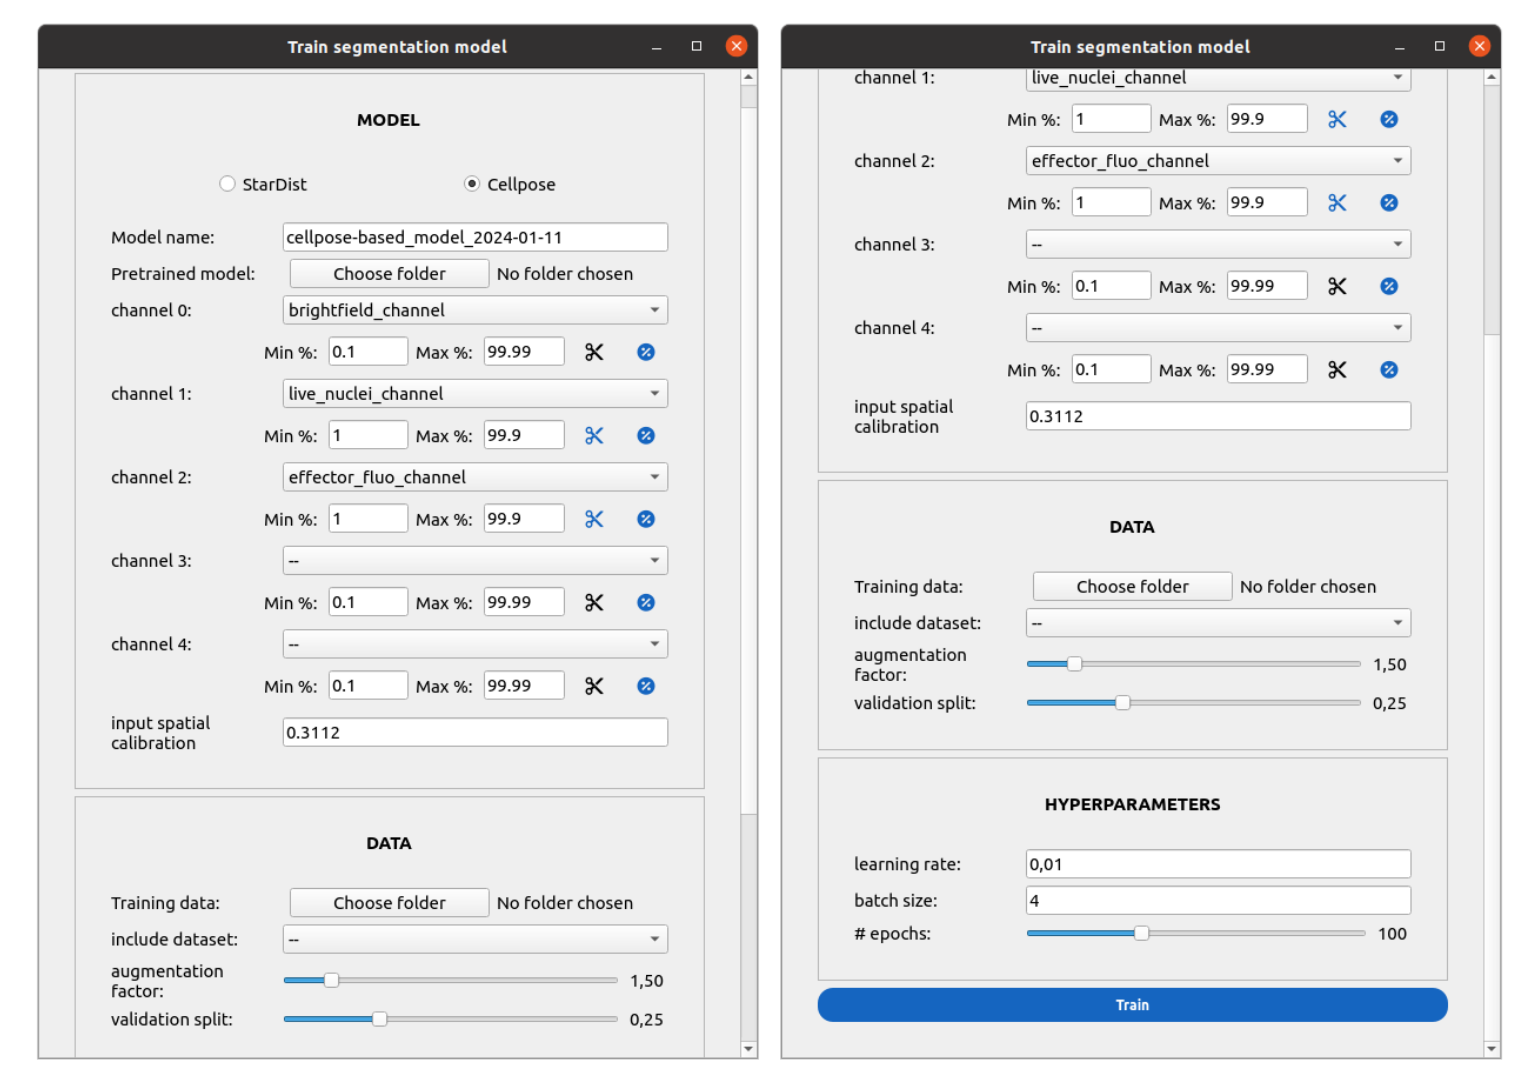 Train segmentation model
MODEL
StarDist Cellpose
Model name: cellpose-based_model_2024-01-11
Pretrained model: Choose folder No folder chosen
channel 0: brightfield_channel
Min %: 0.1 Max %: 99.99
channel 1: live_nuclei_channel
Min %: 1 Max %: 99.9
channel 2: effector_fluo_channel
Min %: 1 Max %: 99.9
channel 3: --
Min %: 0.1 Max %: 99.99
channel 4: --
Min %: 0.1 Max %: 99.99
input spatial
calibration 0.3112
DATA
Training data: Choose folder No folder chosen
include dataset: --
augmentation
factor: 1,50
validation split: 0,25
Train segmentation model
channel 1: live_nuclei_channel
Min %: 1 Max %: 99.9
channel 2: effector_fluo_channel
Min %: 1 Max %: 99.9
channel 3: --
Min %: 0.1 Max %: 99.99
channel 4: --
Min %: 0.1 Max %: 99.99
input spatial
calibration 0.3112
DATA
Training data: Choose folder No folder chosen
include dataset: --
augmentation
factor: 1,50
validation split: 0,25
HYPERPARAMETERS
learning rate: 0,01
batch size: 4
# epochs: 100
Train